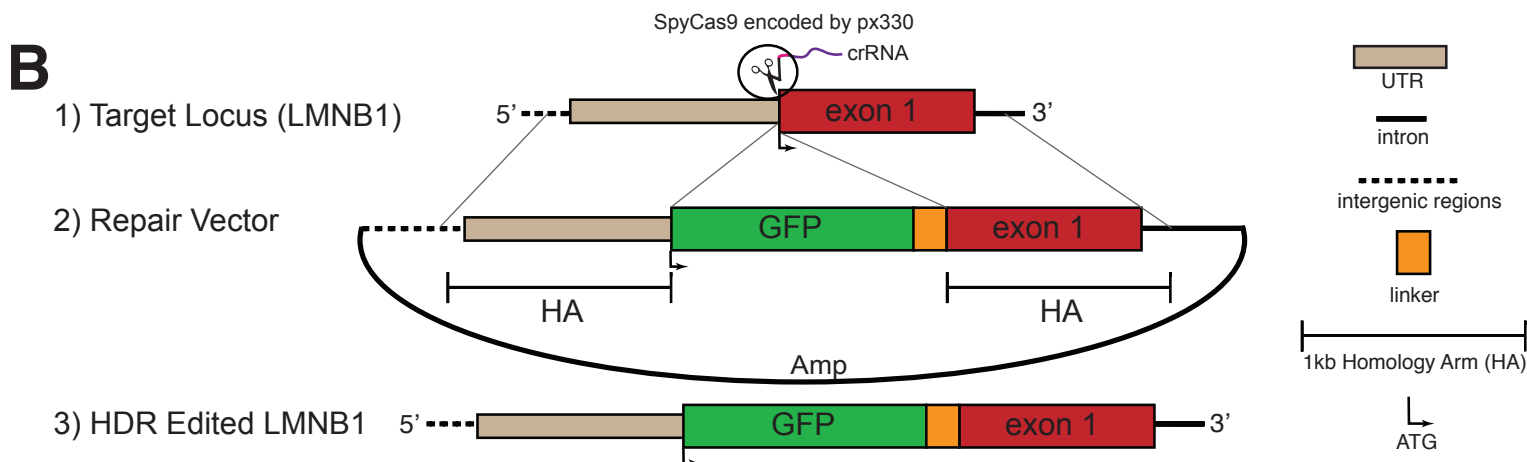 B
SpyCas9 encoded by px330
crRNA
1) Target Locus (LMNB1)
5’
exon 1
3’
2) Repair Vector
GFP
exon 1
HA
HA
Amp
3) HDR Edited LMNB1
5’
GFP
exon 1
3’
UTR
intron
intergenic regions
linker
1kb Homology Arm (HA)
ATG